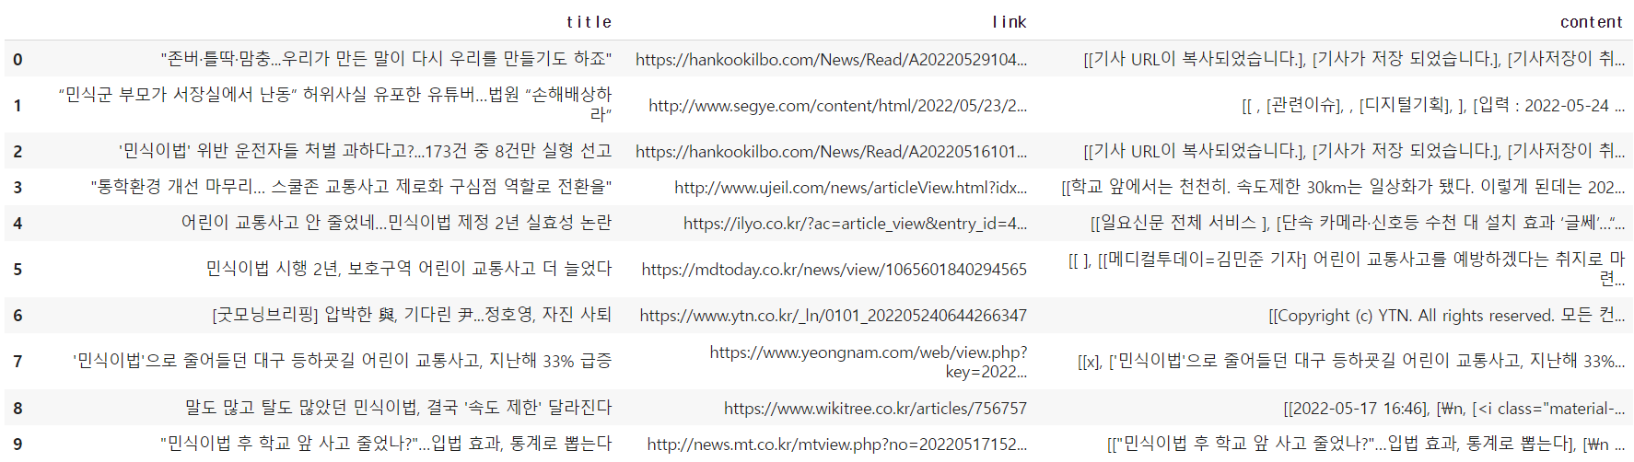 title link content
0 "존버·틀딱·맘충...우리가 만든 말이 다시 우리를 만들기도 하죠" https://hankookilbo.com/News/Read/A20220529104... [[기사 URL이 복사되었습니다.], [기사가 저장 되었습니다.], [기사저장이 취...
1 “민식군 부모가 서장실에서 난동” 허위사실 유포한 유튜버...법원 “손해배상하
라” http://www.segye.com/content/html/2022/05/23/2... [[ , [관련이슈], , [디지털기획], ], [입력 : 2022-05-24 ...
2 '민식이법' 위반 운전자들 처벌 과하다고?...173건 중 8건만 실형 선고 https://hankookilbo.com/News/Read/A20220516101... [[기사 URL이 복사되었습니다.], [기사가 저장 되었습니다.], [기사저장이 취...
3 "통학환경 개선 마무리... 스쿨존 교통사고 제로화 구심점 역할로 전환을" http://www.ujeil.com/news/articleView.html?idx... [[학교 앞에서는 천천히. 속도제한 30km는 일상화가 됐다. 이렇게 된데는 202...
4 어린이 교통사고 안 줄었네...민식이법 제정 2년 실효성 논란 https://ilyo.co.kr/?ac=article_view&entry_id=4... [[일요신문 전체 서비스 ], [단속 카메라·신호등 수천 대 설치 효과 ‘글쎄’...“...
5 민식이법 시행 2년, 보호구역 어린이 교통사고 더 늘었다 https://mdtoday.co.kr/news/view/1065601840294565 [[ ], [[메디컬투데이=김민준 기자] 어린이 교통사고를 예방하겠다는 취지로 마
련...
6 [굿모닝브리핑] 압박한 與, 기다린 尹...정호영, 자진 사퇴 https://www.ytn.co.kr/_ln/0101_202205240644266347 [[Copyright (c) YTN. All rights reserved. 모든 컨...
7 '민식이법'으로 줄어들던 대구 등하굣길 어린이 교통사고, 지난해 33% 급증 https://www.yeongnam.com/web/view.php?
key=2022... [[x], ['민식이법'으로 줄어들던 대구 등하굣길 어린이 교통사고, 지난해 33%...
8 말도 많고 탈도 많았던 민식이법, 결국 '속도 제한' 달라진다 https://www.wikitree.co.kr/articles/756757 [[2022-05-17 16:46], [₩n, [<i class="material-...
9 "민식이법 후 학교 앞 사고 줄었나?"...입법 효과, 통계로 뽑는다 http://news.mt.co.kr/mtview.php?no=20220517152... [["민식이법 후 학교 앞 사고 줄었나?"...입법 효과, 통계로 뽑는다], [₩n ...